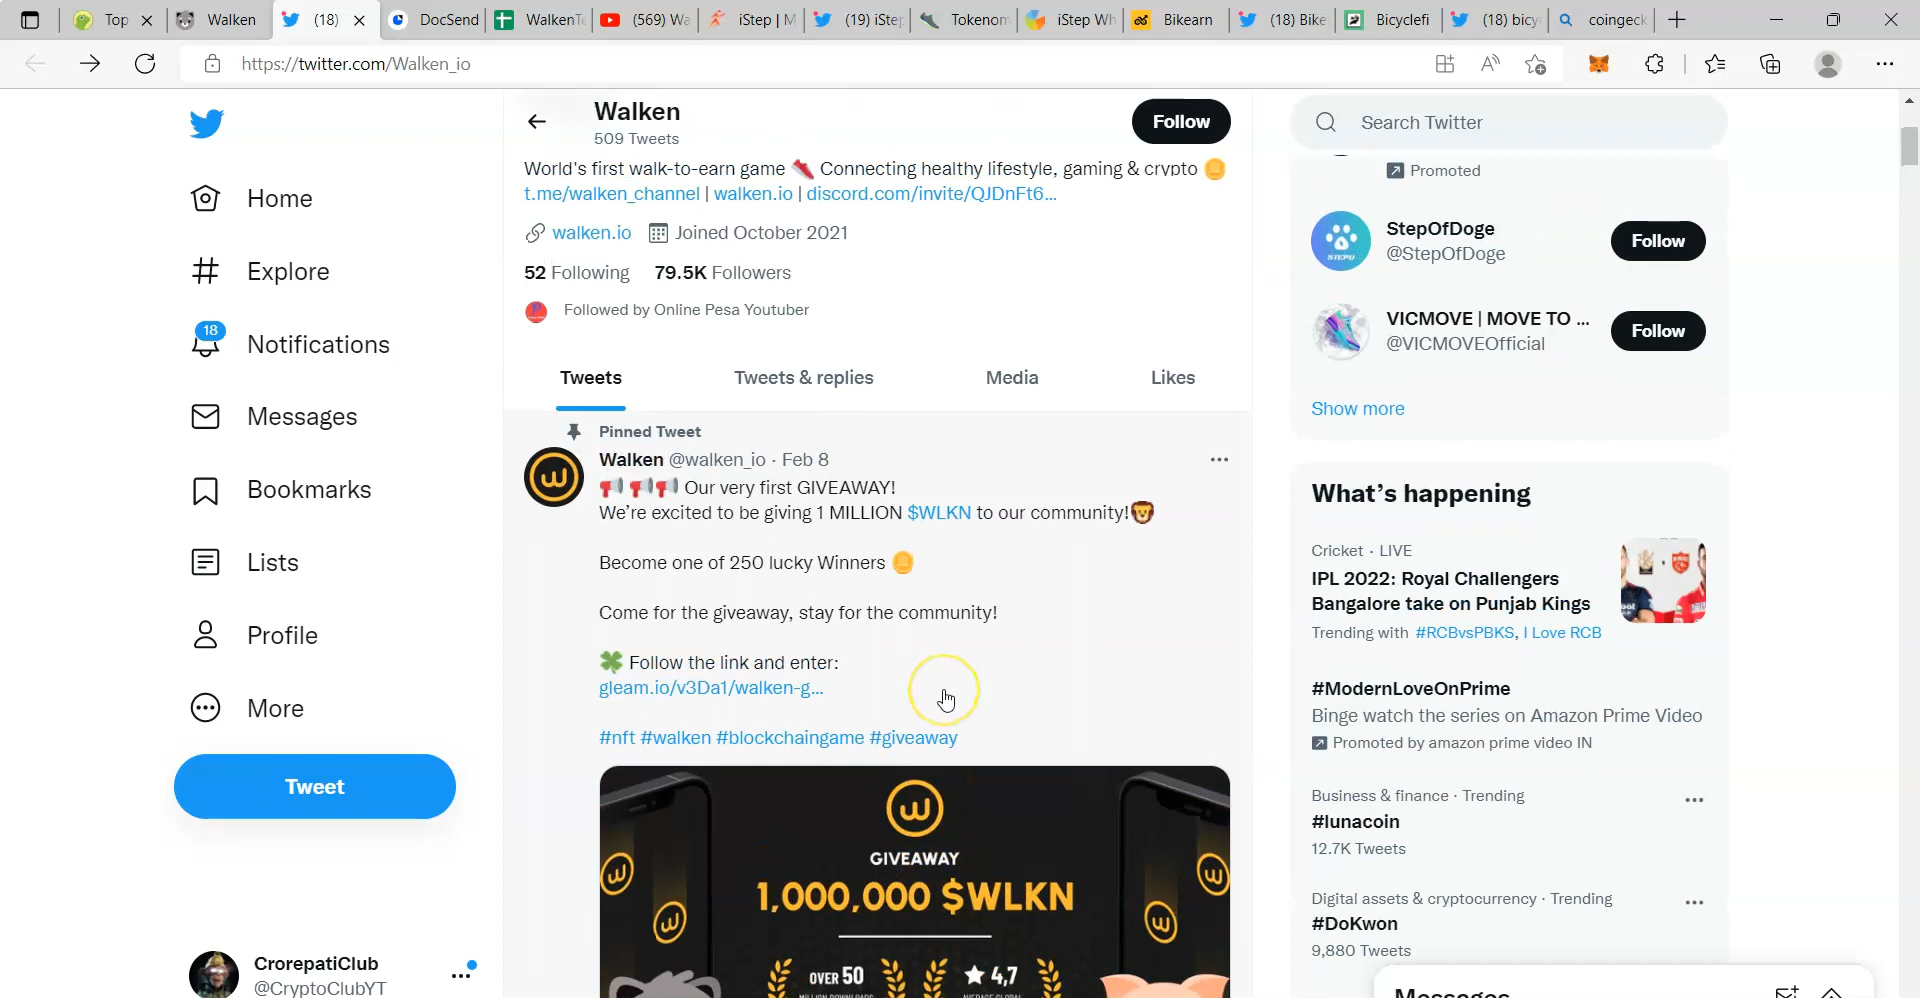 Top
Walken
(18)
DocSend
WalkenTo
(569) Wa
iStep | M
(19) iStep
Tokenom
iStep Wh
Bikearn
(18) Bike
Bicyclefi
(18) bicy
coingeck
https://twitter.com/Walken_io
Walken
509 Tweets
Follow
World's first walk-to-earn game 👟 Connecting healthy lifestyle, gaming & crypto 🪙
t.me/walken_channel | walken.io | discord.com/invite/QJDnFt6...
walken.io Joined October 2021
52 Following 79.5K Followers
Followed by Online Pesa Youtuber
Tweets Tweets & replies Media Likes
Pinned Tweet
Walken @walken_io · Feb 8
📢 📢📢 Our very first GIVEAWAY!
We're excited to be giving 1 MILLION $WLKN to our community!🦁
Become one of 250 lucky Winners 🪙
Come for the giveaway, stay for the community!
🍀 Follow the link and enter:
gleam.io/v3Da1/walken-g...
#nft #walken #blockchaingame #giveaway
GIVEAWAY
1,000,000 $WLKN
OVER 50
MILLION DOWNLOADS
★ 4,7
AVERAGE GLOBAL
Home
Explore
18
Notifications
Messages
Bookmarks
Lists
Profile
More
Tweet
CrorepatiClub
@CryptoClubYT
Search Twitter
Promoted
StepOfDoge
@StepOfDoge
Follow
STEPU
VICMOVE | MOVE TO ...
@VICMOVEOfficial
Follow
Show more
What's happening
Cricket · LIVE
IPL 2022: Royal Challengers
Bangalore take on Punjab Kings
Trending with #RCBvsPBKS, I Love RCB
#ModernLoveOnPrime
Binge watch the series on Amazon Prime Video
Promoted by amazon prime video IN
Business & finance · Trending
#lunacoin
12.7K Tweets
Digital assets & cryptocurrency · Trending
#DoKwon
9,880 Tweets
Messages